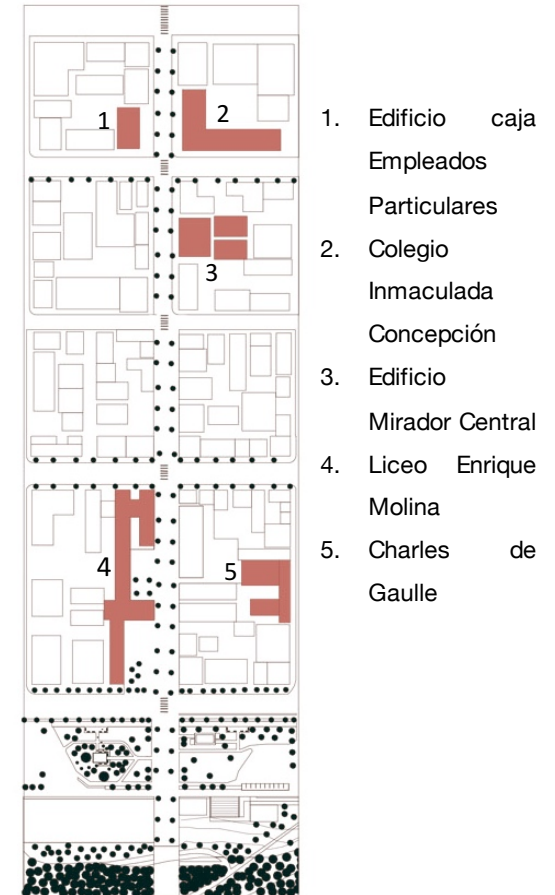 1
2
3
4
5
1. Edificio caja
Empleados
Particulares
2. Colegio
Inmaculada
Concepción
3. Edificio
Mirador Central
4. Liceo Enrique
Molina
5. Charles de
Gaulle